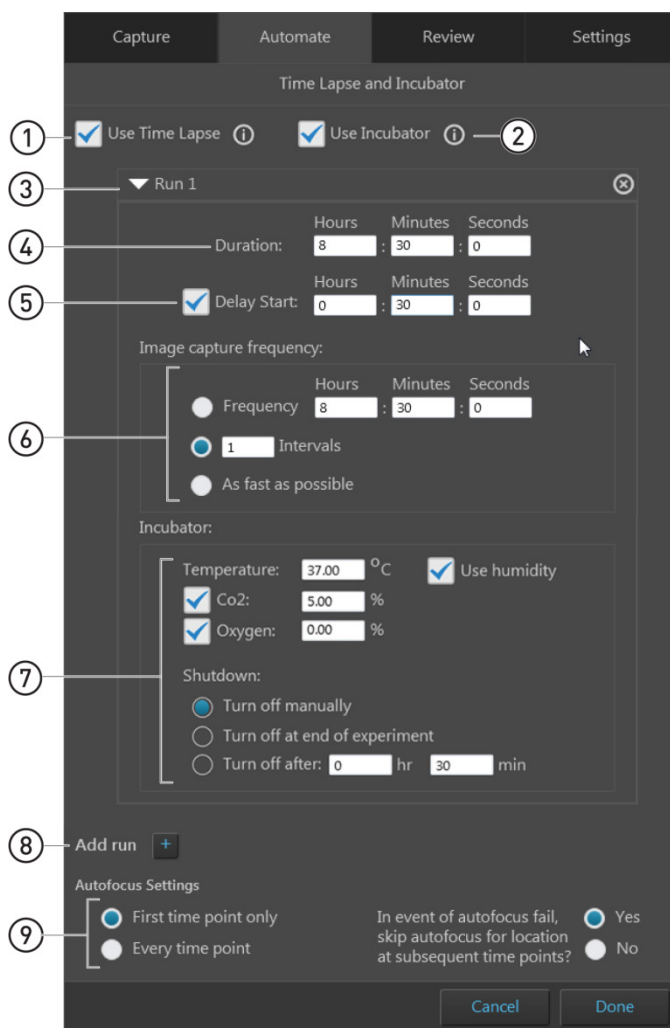 Capture Automate Review Settings
Time Lapse and Incubator
1 Use Time Lapse i Use Incubator i 2
3 Run 1
Hours Minutes Seconds
4 Duration: 8 : 30 : 0
Hours Minutes Seconds
5 Delay Start: 0 : 30 : 0
Image capture frequency:
Hours Minutes Seconds
Frequency 8 : 30 : 0
6 1 Intervals
As fast as possible
Incubator:
Temperature: 37.00 °C Use humidity
Co2: 5.00 %
Oxygen: 0.00 %
7 Shutdown:
Turn off manually
Turn off at end of experiment
Turn off after: 0 hr 30 min
8 Add run +
Autofocus Settings
9 First time point only
Every time point
In event of autofocus fail,
skip autofocus for location
at subsequent time points?
Yes
No
Cancel Done